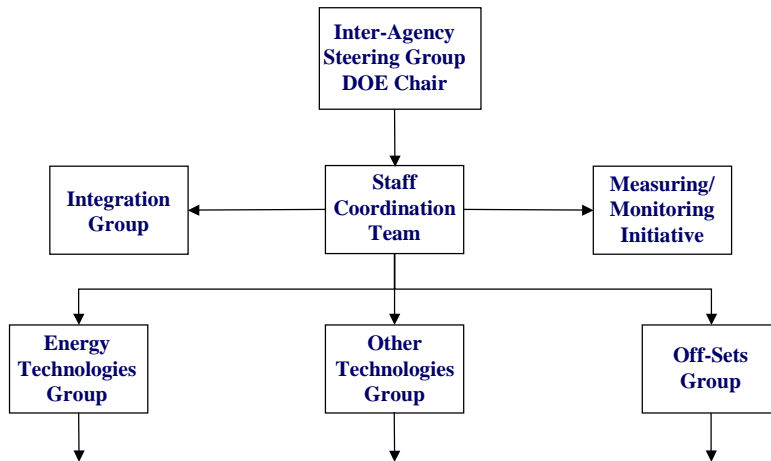 Inter-Agency
Steering Group
DOE Chair
Integration
Group
Staff
Coordination
Team
Measuring/
Monitoring
Initiative
Energy
Technologies
Group
Other
Technologies
Group
Off-Sets
Group